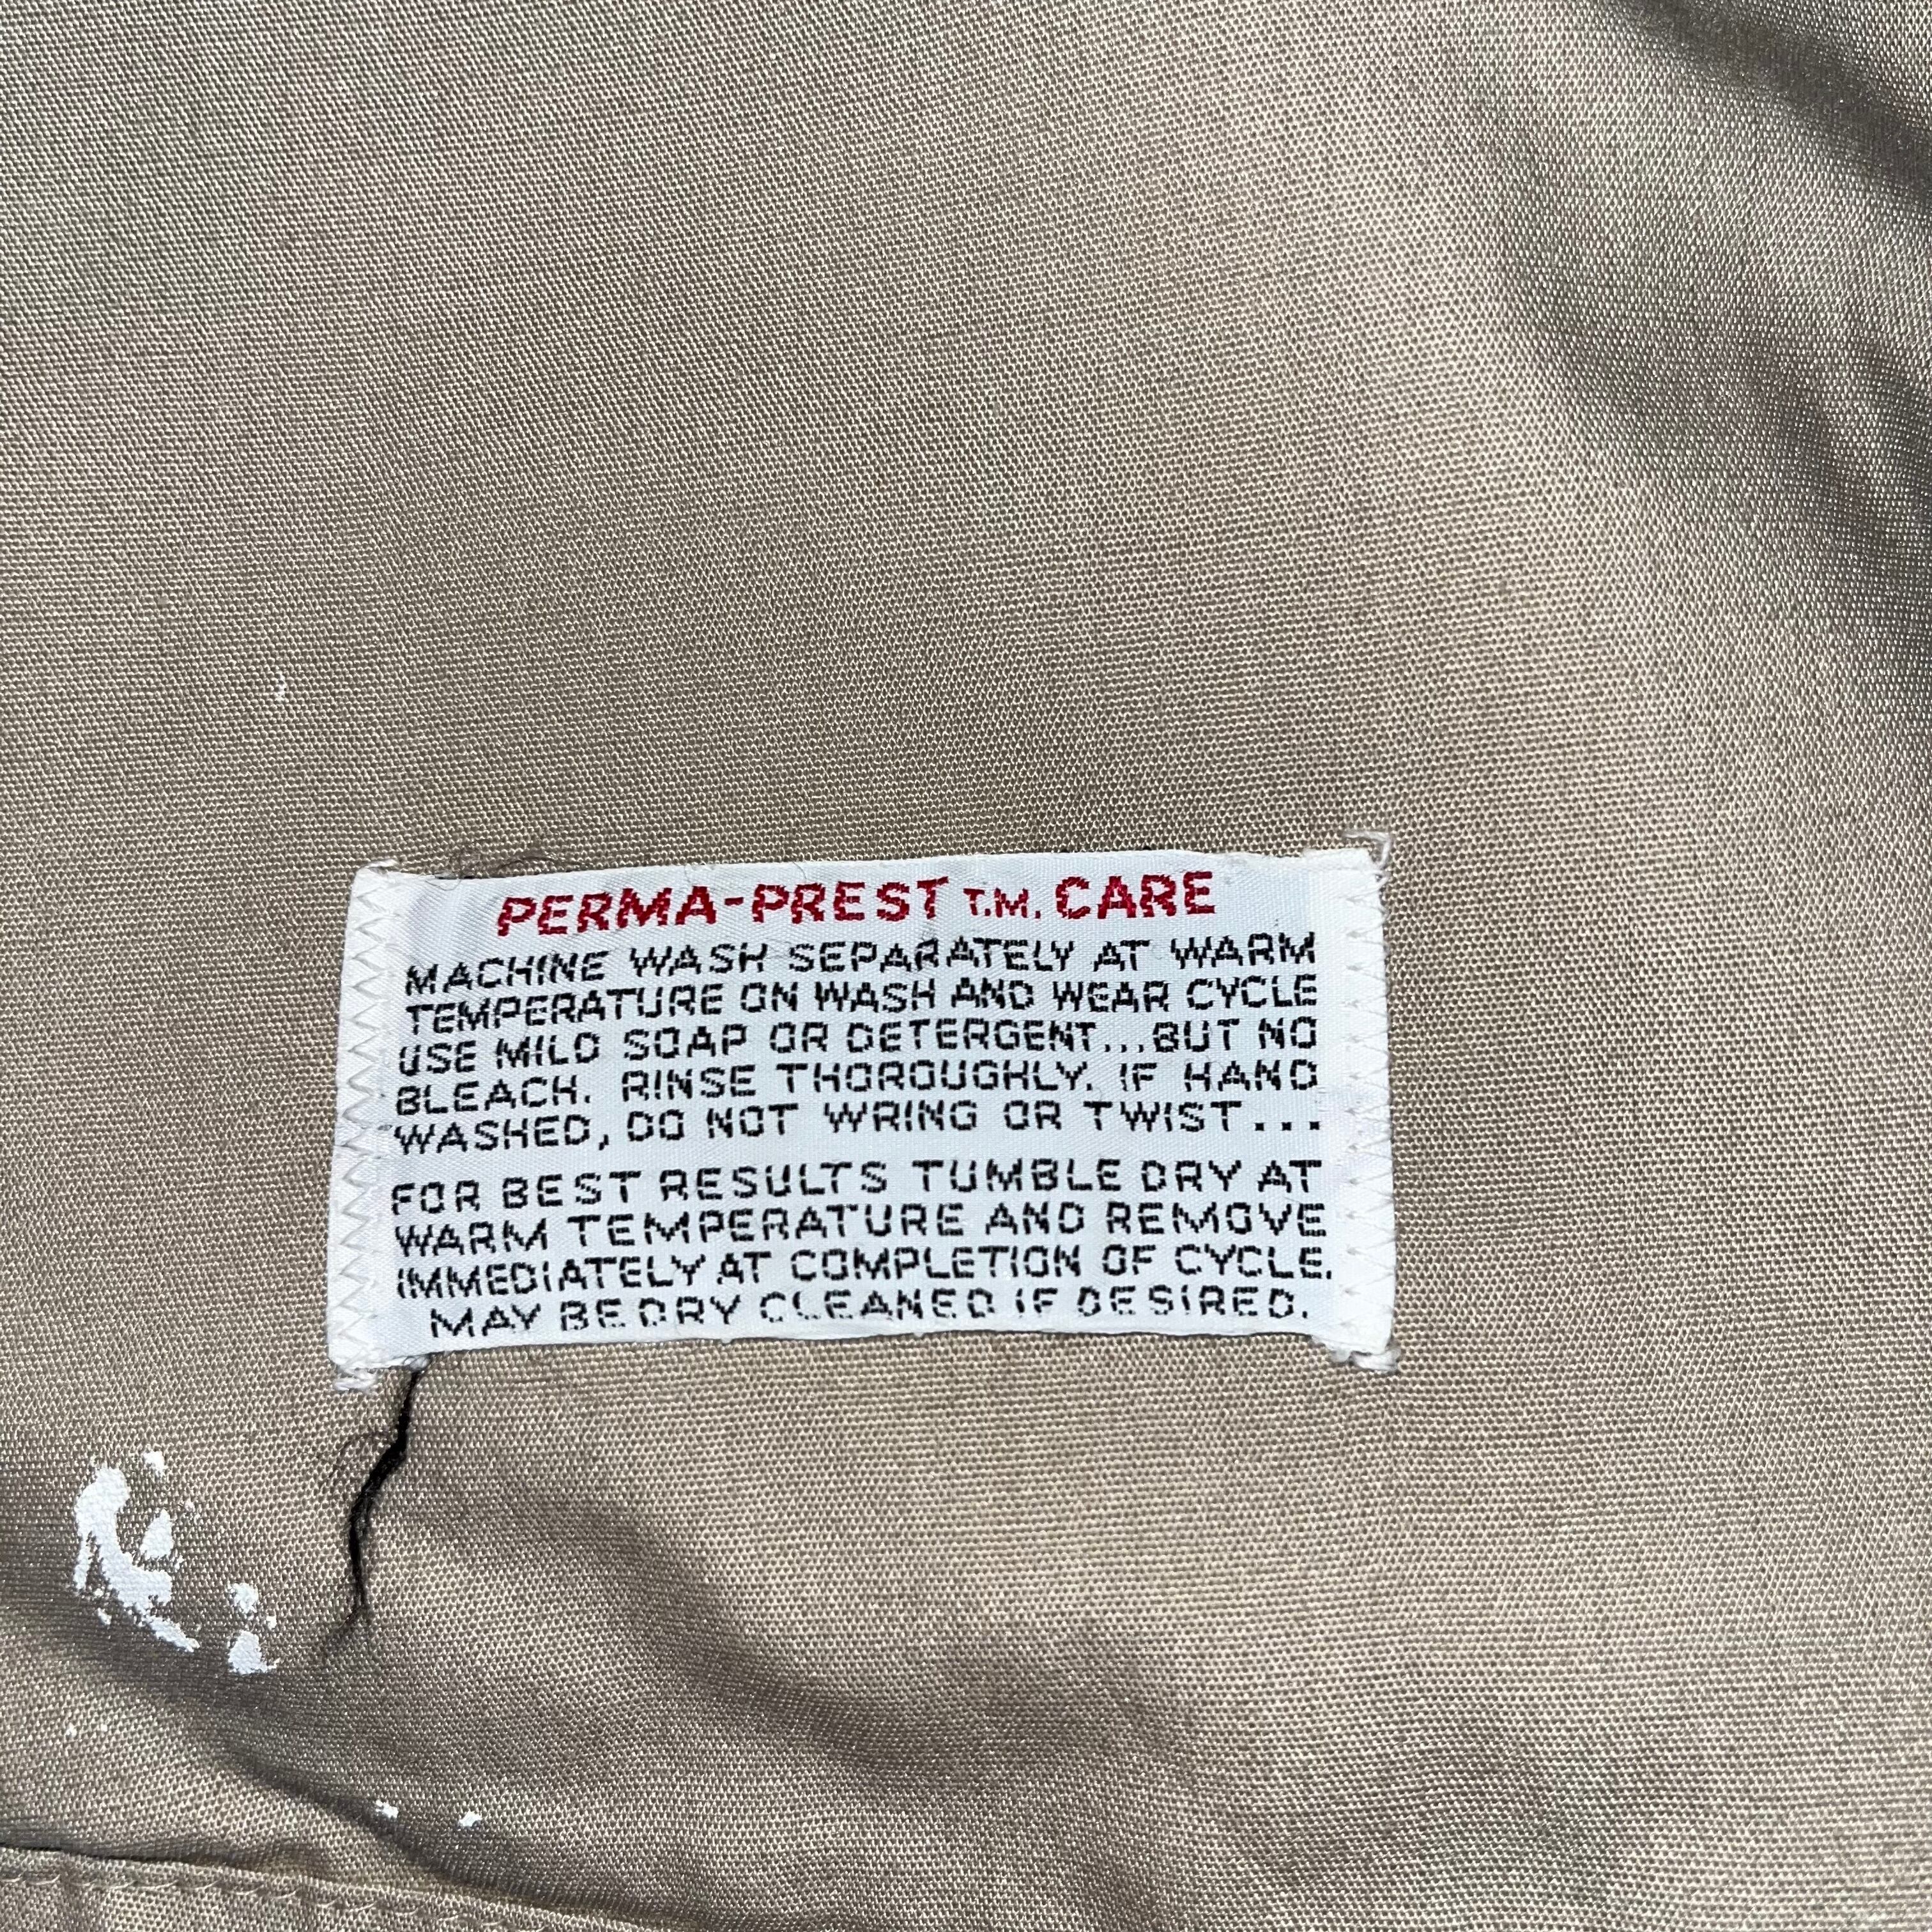 PERMA-PREST T.M. CARE
MACHINE WASH SEPARATELY AT WARM
TEMPERATURE ON WASH AND WEAR CYCLE
USE MILD SOAP OR DETERGENT...BUT NO
BLEACH. RINSE THOROUGHLY. IF HAND
WASHED, DO NOT WRING OR TWIST...
FOR BEST RESULTS TUMBLE DRY AT
WARM TEMPERATURE AND REMOVE
IMMEDIATELY AT COMPLETION OF CYCLE.
MAY BE DRY CLEANED IF DESIRED.